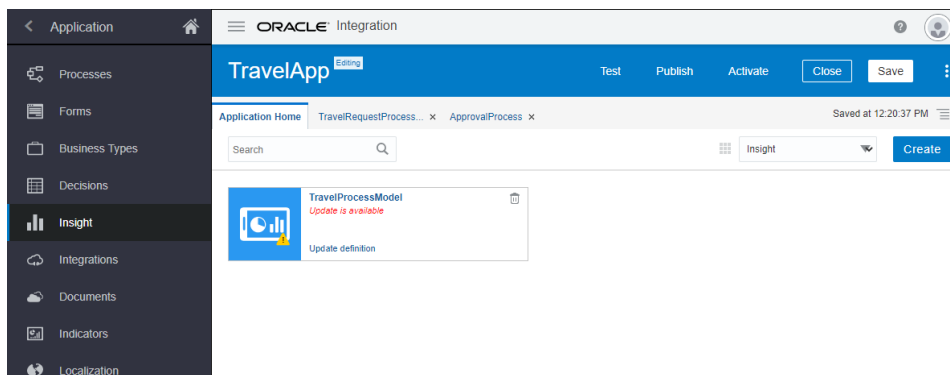 Application
ORACLE Integration
Processes
Forms
Business Types
Decisions
Insight
Integrations
Documents
Indicators
Localization
TravelApp Editing
Test Publish Activate Close Save
Application Home TravelRequestProcess... × ApprovalProcess × Saved at 12:20:37 PM
Search Insight Create
TravelProcessModel
Update is available
Update definition